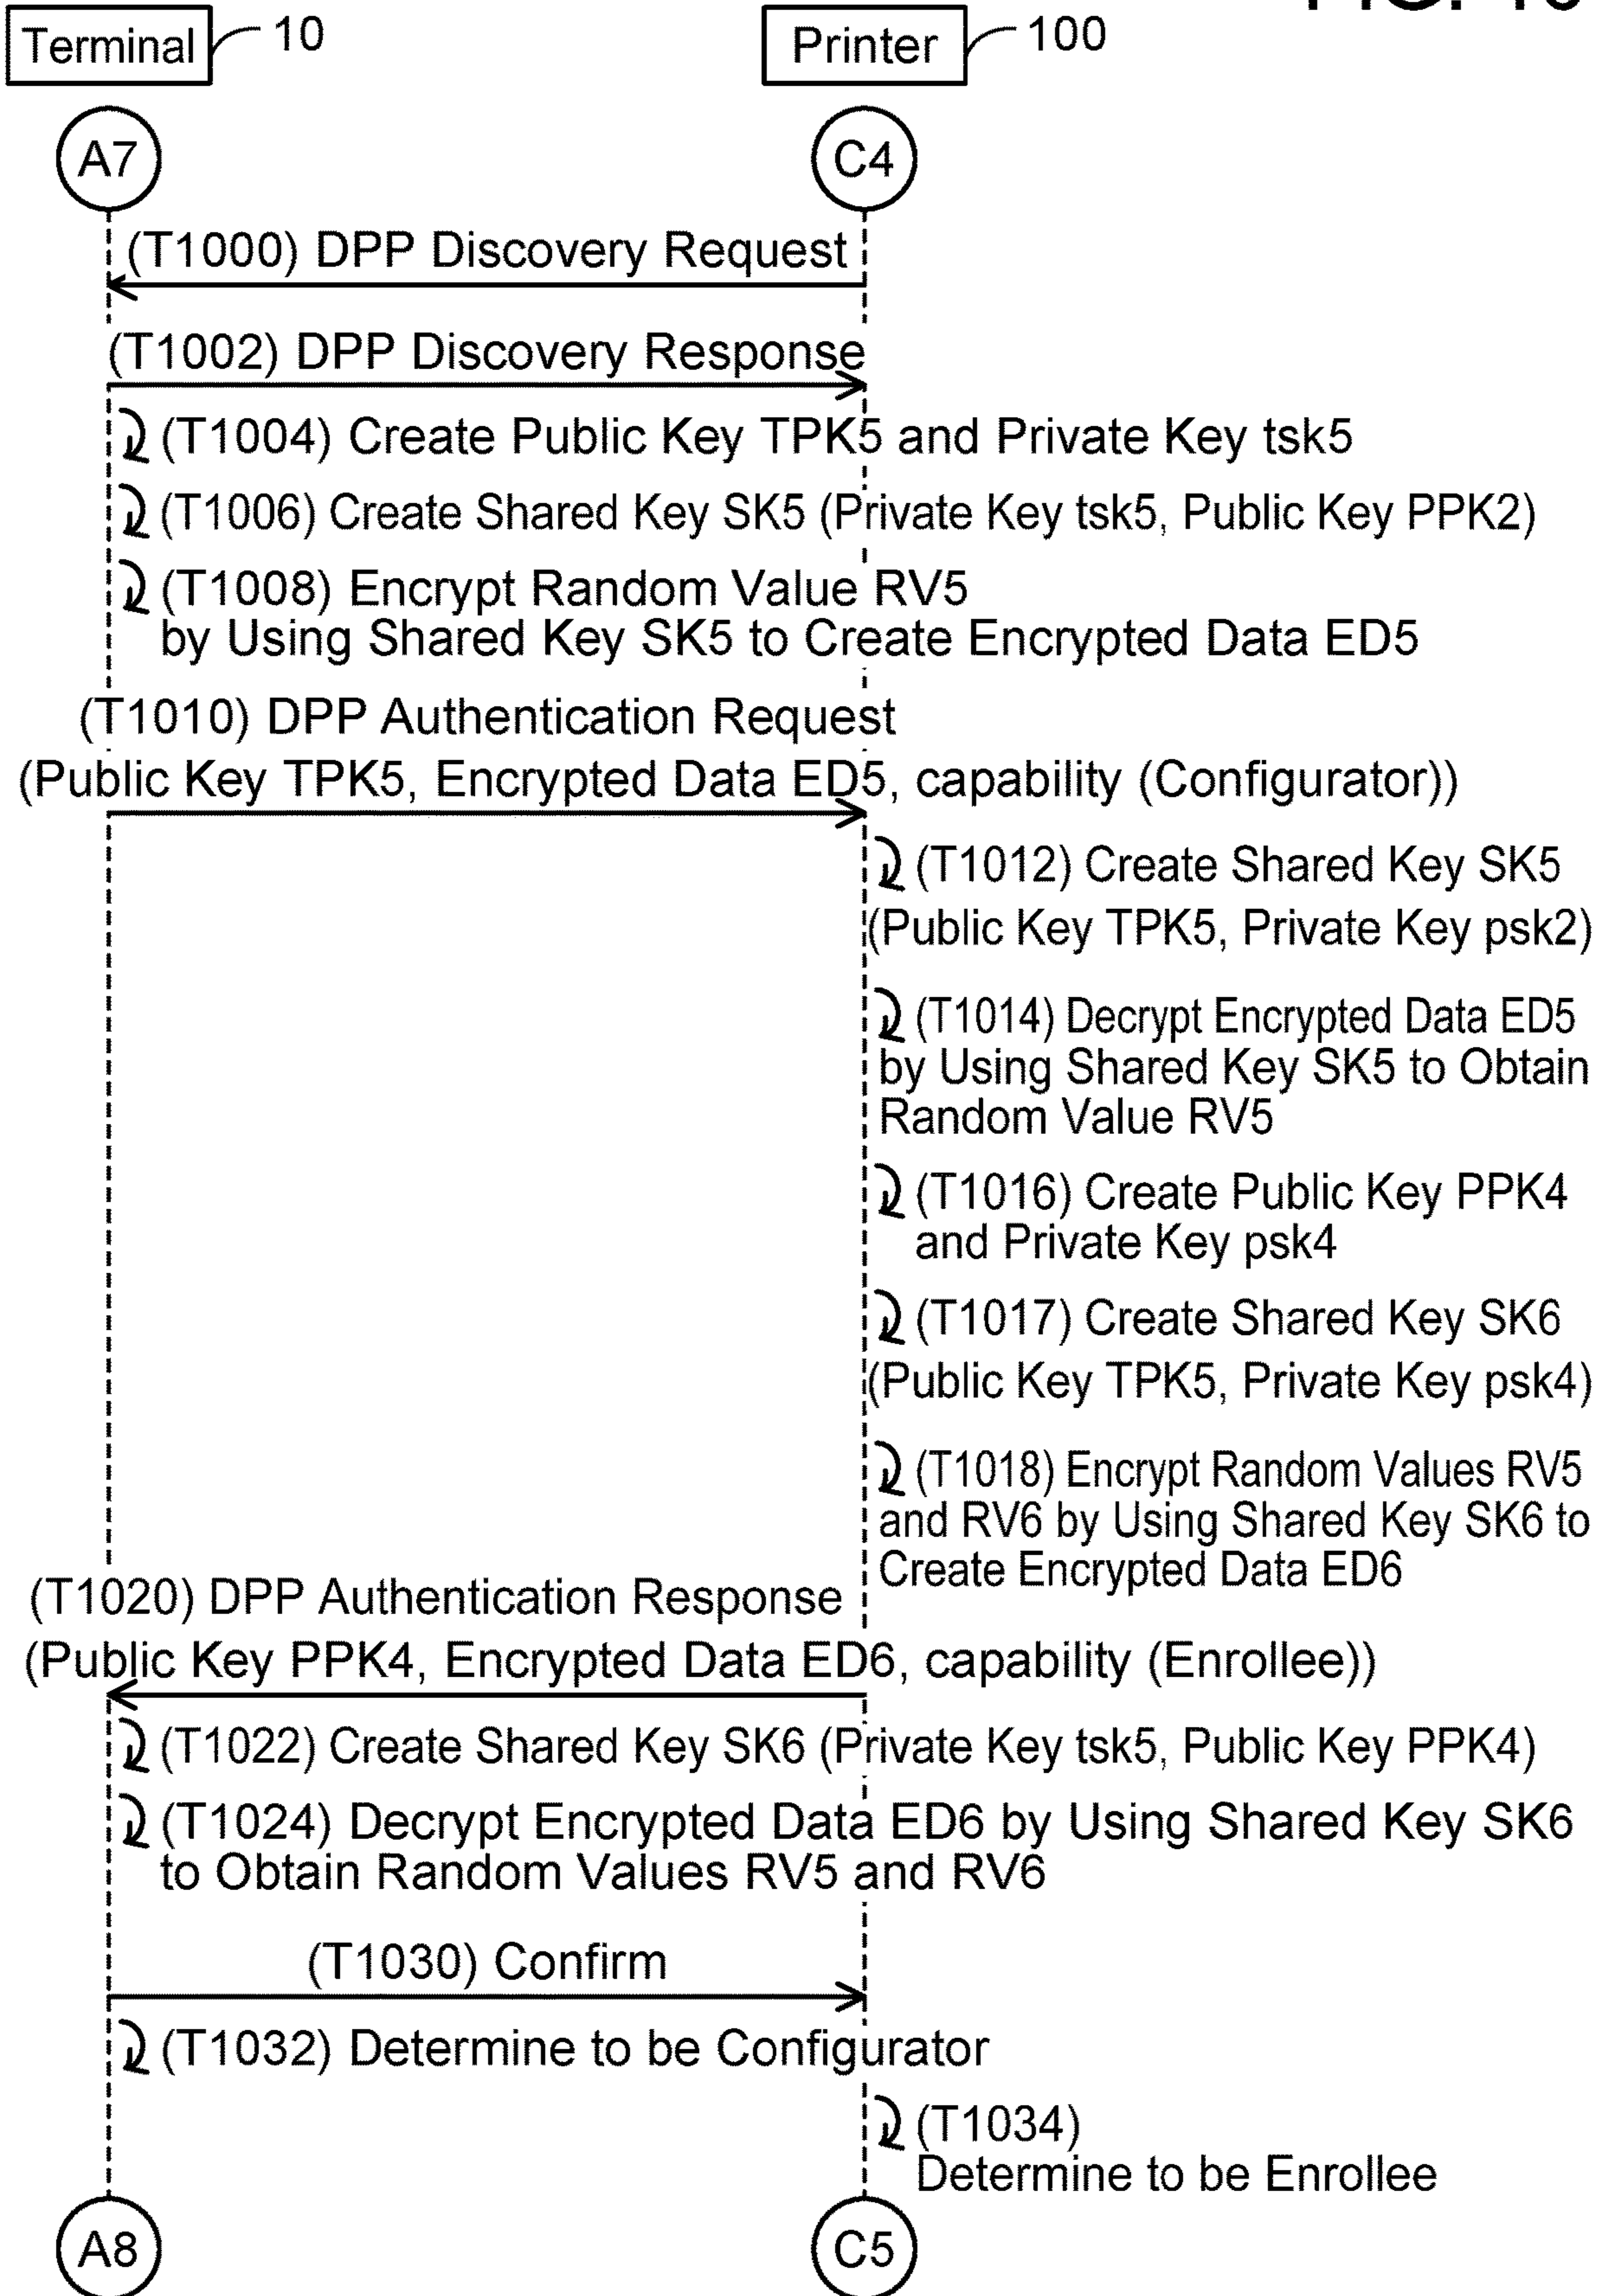 FIG. 10
Terminal 10
Printer 100
A7
C4
(T1000) DPP Discovery Request
(T1002) DPP Discovery Response
(T1004) Create Public Key TPK5 and Private Key tsk5
(T1006) Create Shared Key SK5 (Private Key tsk5, Public Key PPK2)
(T1008) Encrypt Random Value RV5
by Using Shared Key SK5 to Create Encrypted Data ED5
(T1010) DPP Authentication Request
(Public Key TPK5, Encrypted Data ED5, capability (Configurator))
(T1012) Create Shared Key SK5
(Public Key TPK5, Private Key psk2)
(T1014) Decrypt Encrypted Data ED5
by Using Shared Key SK5 to Obtain
Random Value RV5
(T1016) Create Public Key PPK4
and Private Key psk4
(T1017) Create Shared Key SK6
(Public Key TPK5, Private Key psk4)
(T1018) Encrypt Random Values RV5
and RV6 by Using Shared Key SK6 to
Create Encrypted Data ED6
(T1020) DPP Authentication Response
(Public Key PPK4, Encrypted Data ED6, capability (Enrollee))
(T1022) Create Shared Key SK6 (Private Key tsk5, Public Key PPK4)
(T1024) Decrypt Encrypted Data ED6 by Using Shared Key SK6
to Obtain Random Values RV5 and RV6
(T1030) Confirm
(T1032) Determine to be Configurator
(T1034)
Determine to be Enrollee
A8
C5